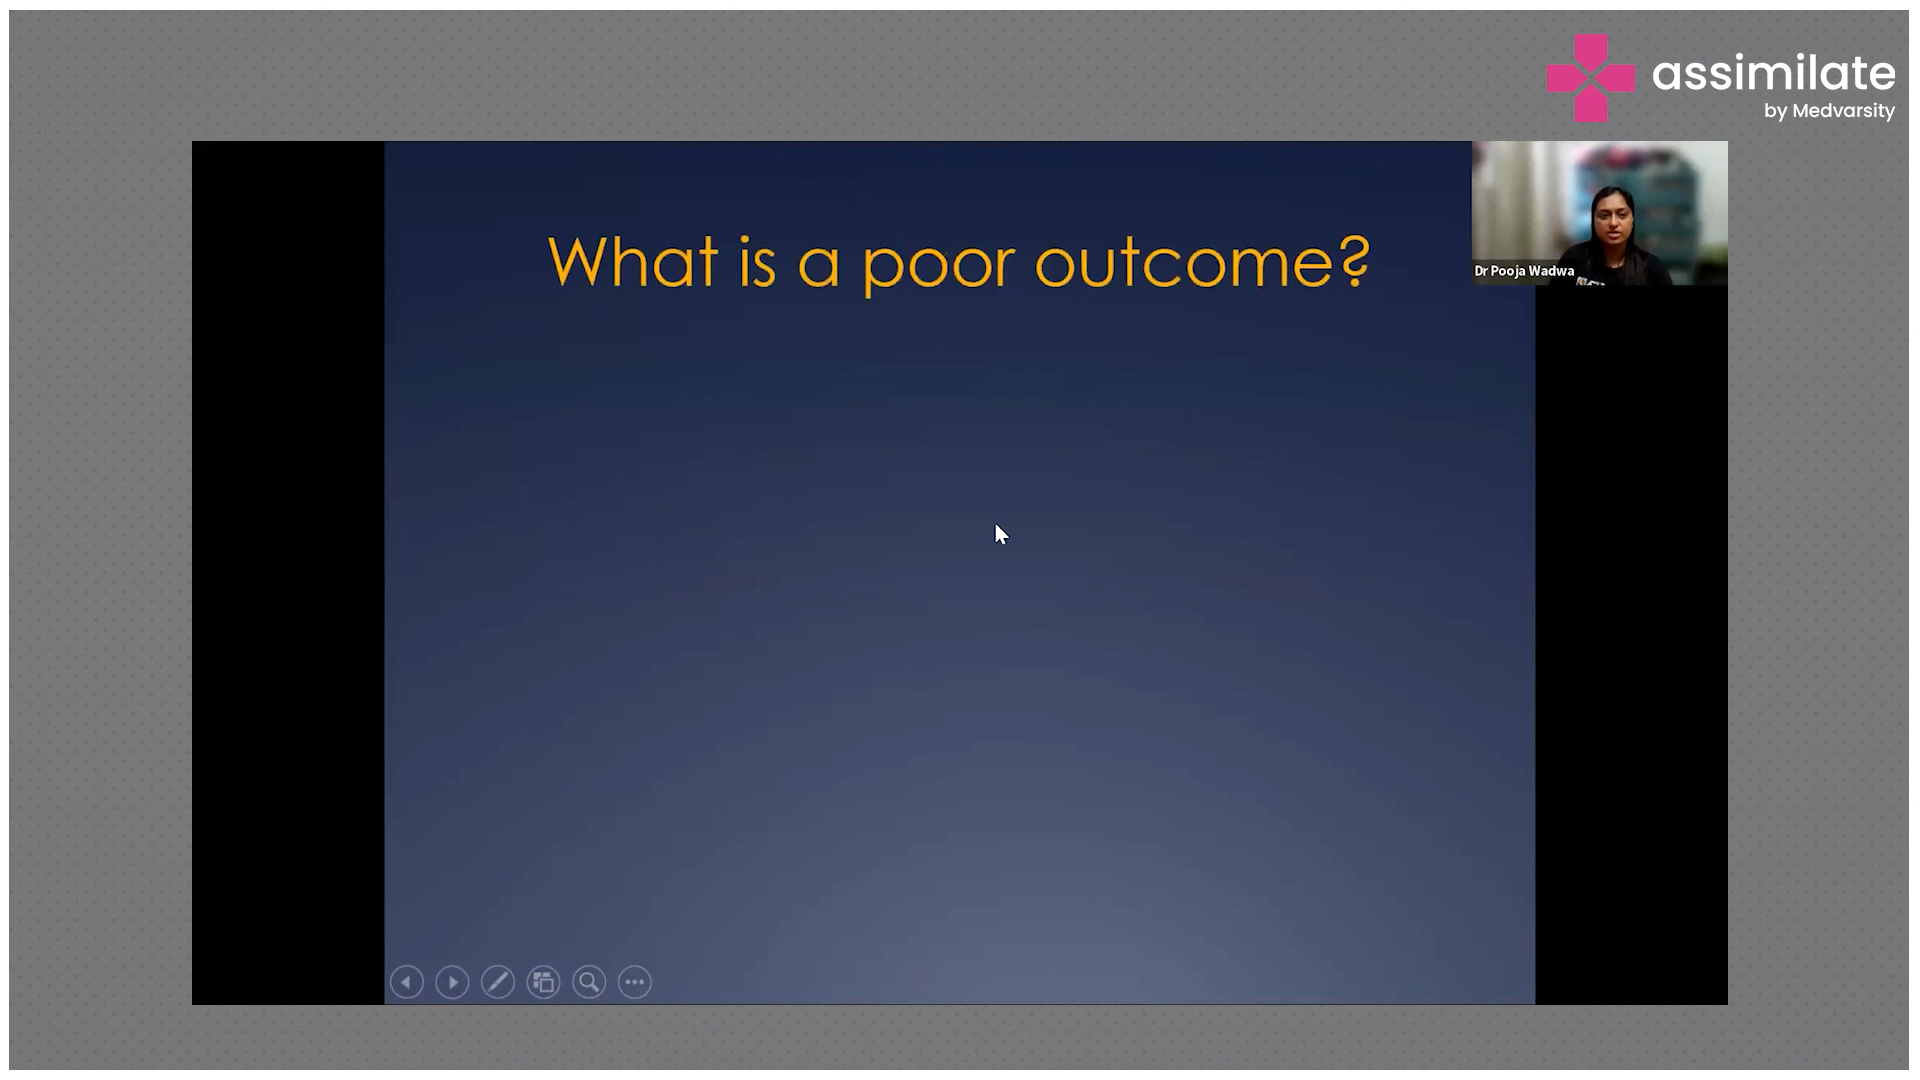 assimilate
by Medvarsity
What is a poor outcome?
Dr Pooja Wadwa